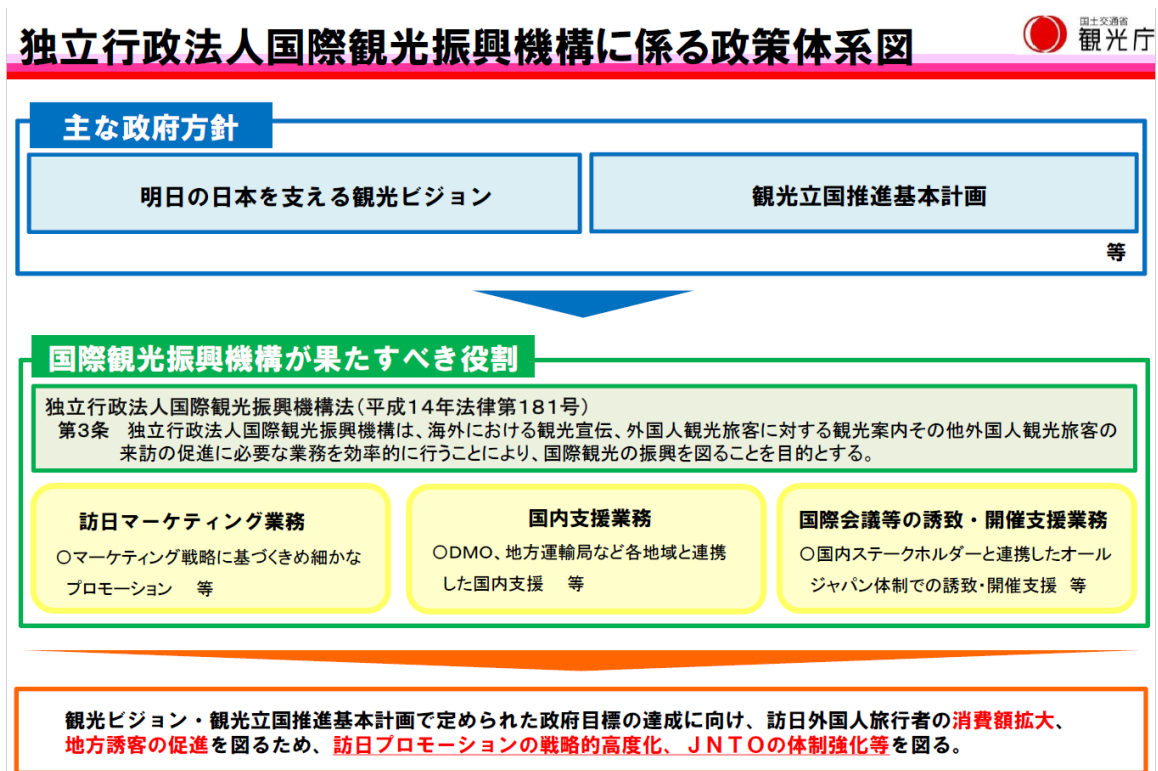 独立行政法人国際観光振興機構に係る政策体系図
国土交通省
観光庁
主な政府方針
明日の日本を支える観光ビジョン
観光立国推進基本計画
等
国際観光振興機構が果たすべき役割
独立行政法人国際観光振興機構法(平成14年法律第181号)
第3条　独立行政法人国際観光振興機構は、海外における観光宣伝、外国人観光旅客に対する観光案内その他外国人観光旅客の
来訪の促進に必要な業務を効率的に行うことにより、国際観光の振興を図ることを目的とする。
訪日マーケティング業務
○マーケティング戦略に基づくきめ細かな
プロモーション　等
国内支援業務
○DMO、地方運輸局など各地域と連携
した国内支援　等
国際会議等の誘致・開催支援業務
○国内ステークホルダーと連携したオール
ジャパン体制での誘致・開催支援　等
観光ビジョン・観光立国推進基本計画で定められた政府目標の達成に向け、訪日外国人旅行者の消費額拡大、
地方誘客の促進を図るため、訪日プロモーションの戦略的高度化、ＪＮＴＯの体制強化等を図る。